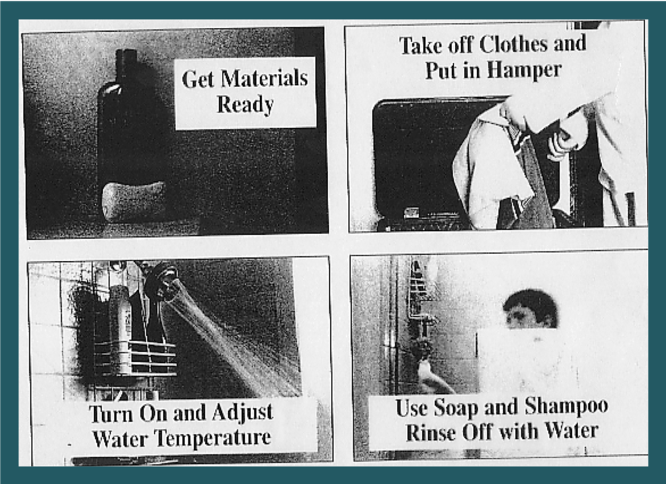 Get Materials
Ready
Take off Clothes and
Put in Hamper
Turn On and Adjust
Water Temperature
Use Soap and Shampoo
Rinse Off with Water